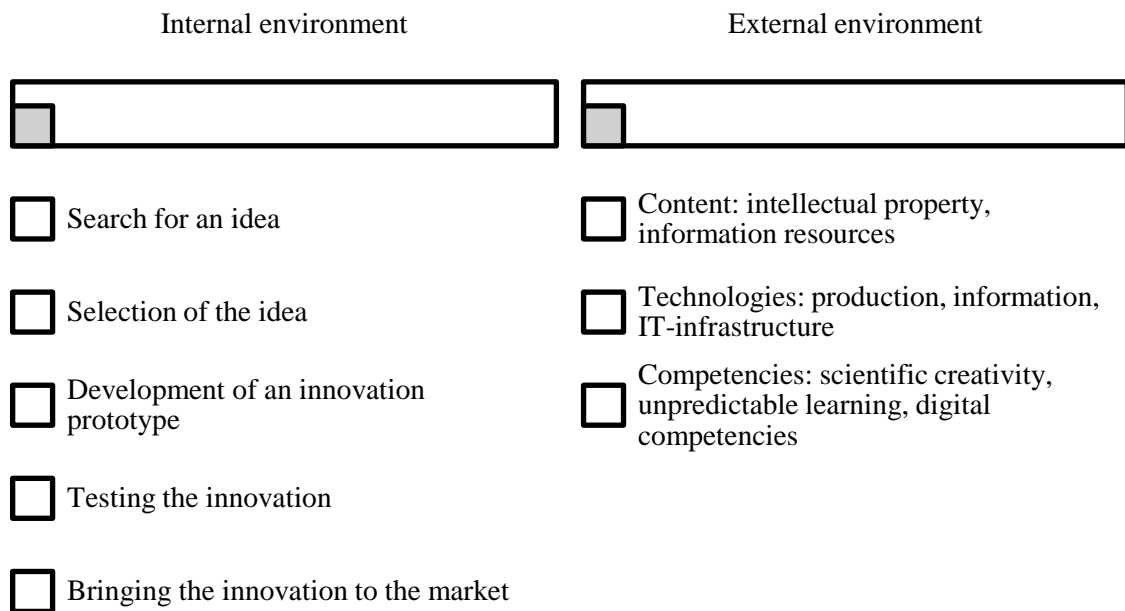 Internal environment
External environment
Search for an idea
Selection of the idea
Development of an innovation
prototype
Testing the innovation
Bringing the innovation to the market
Content: intellectual property,
information resources
Technologies: production, information,
IT-infrastructure
Competencies: scientific creativity,
unpredictable learning, digital
competencies